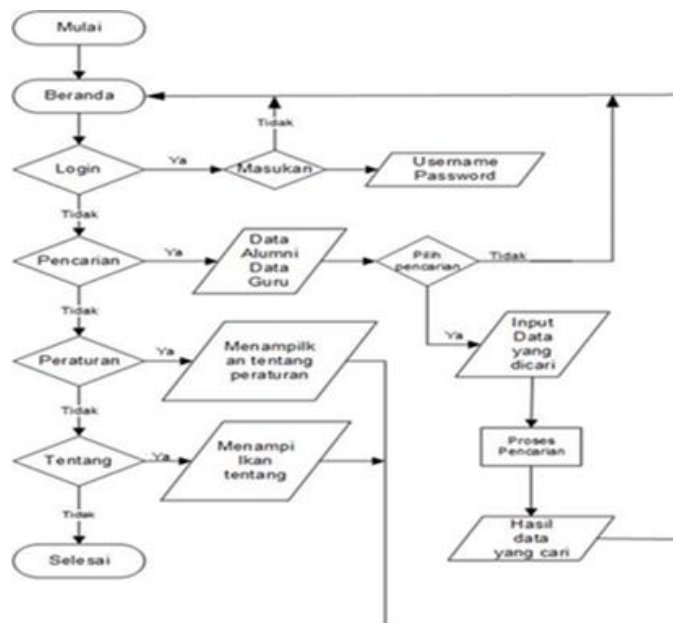 Mulai
Beranda
Tidak
Login
Ya
Masukan
Username
Password
Tidak
Pencarian
Ya
Data
Alumni
Data
Guru
Pilih
pencarian
Tidak
Tidak
Ya
Input
Data
yang
dicari
Peraturan
Ya
Menampilk
an tentang
peraturan
Tidak
Tentang
Ya
Menampi
lkan
tentang
Proses
Pencarian
Tidak
Hasil
data
yang cari
Selesai